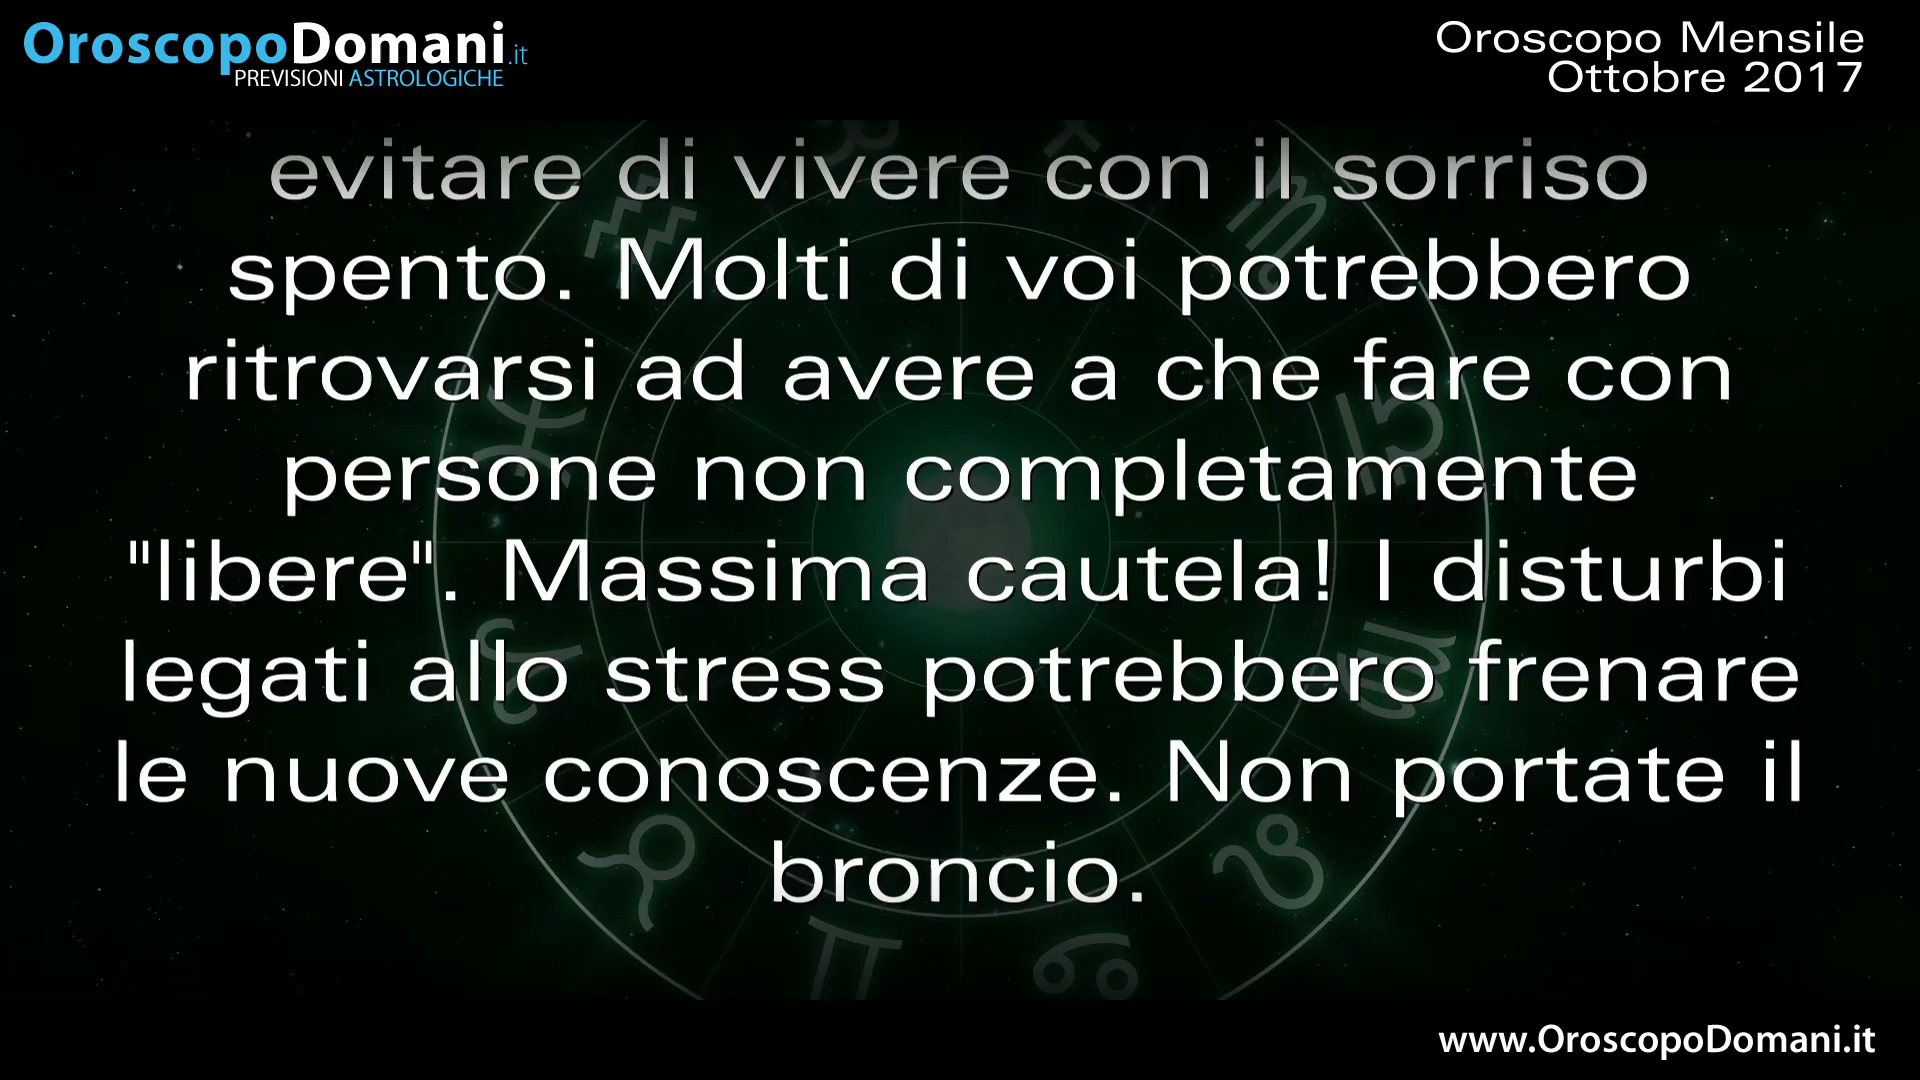 OroscopoDomani.it
PREVISIONI ASTROLOGICHE
Oroscopo Mensile
Ottobre 2017
evitare di vivere con il sorriso
spento. Molti di voi potrebbero
ritrovarsi ad avere a che fare con
persone non completamente
"libere". Massima cautela! I disturbi
legati allo stress potrebbero frenare
le nuove conoscenze. Non portate il
broncio.
www.OroscopoDomani.it